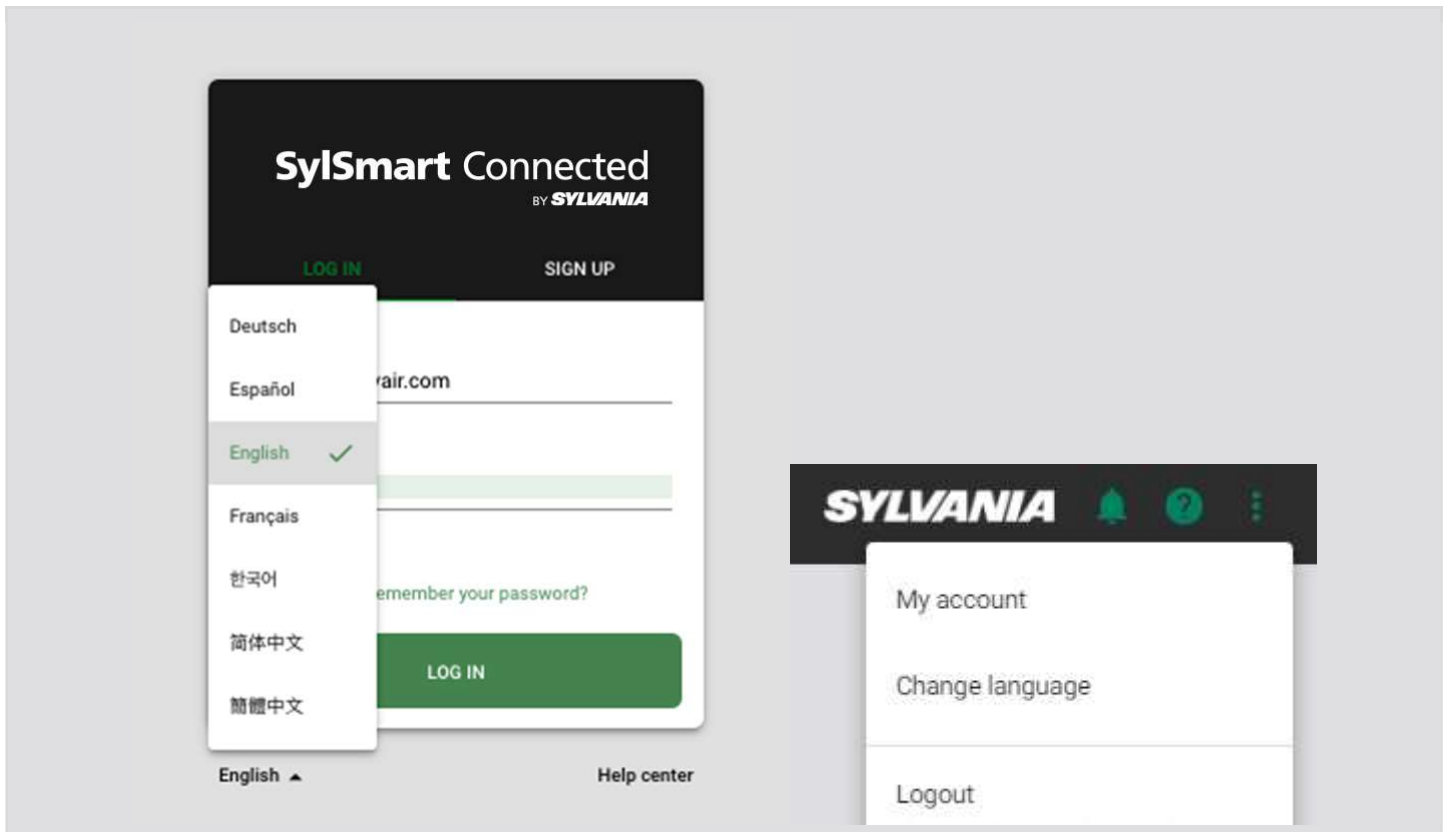 SylSmart Connected
BY SYLVANIA
LOG IN
SIGN UP
Deutsch
Español
English
Français
한국어
简体中文
簡體中文
vair.com
emember your password?
LOG IN
English
Help center
SYLVANIA
My account
Change language
Logout